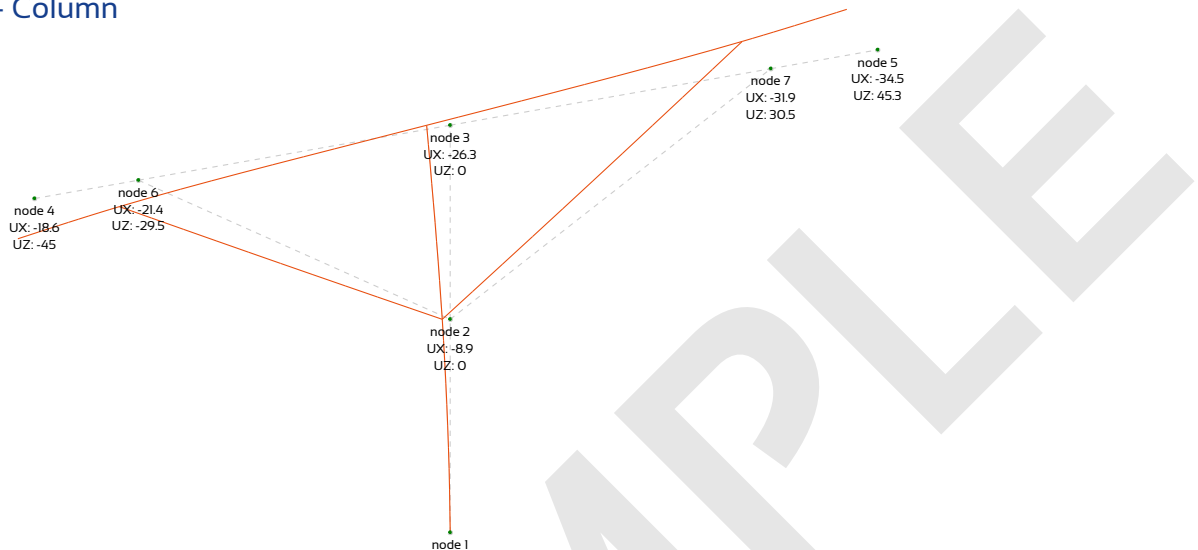 - Column
node 5
UX: -34.5
UZ: 45.3
node 7
UX: -31.9
UZ: 30.5
node 3
UX: -26.3
UZ: 0
node 6
UX: -21.4
UZ: -29.5
node 4
UX: -18.6
UZ: -45
node 2
UX: -8.9
UZ: 0
node 1
MPLE